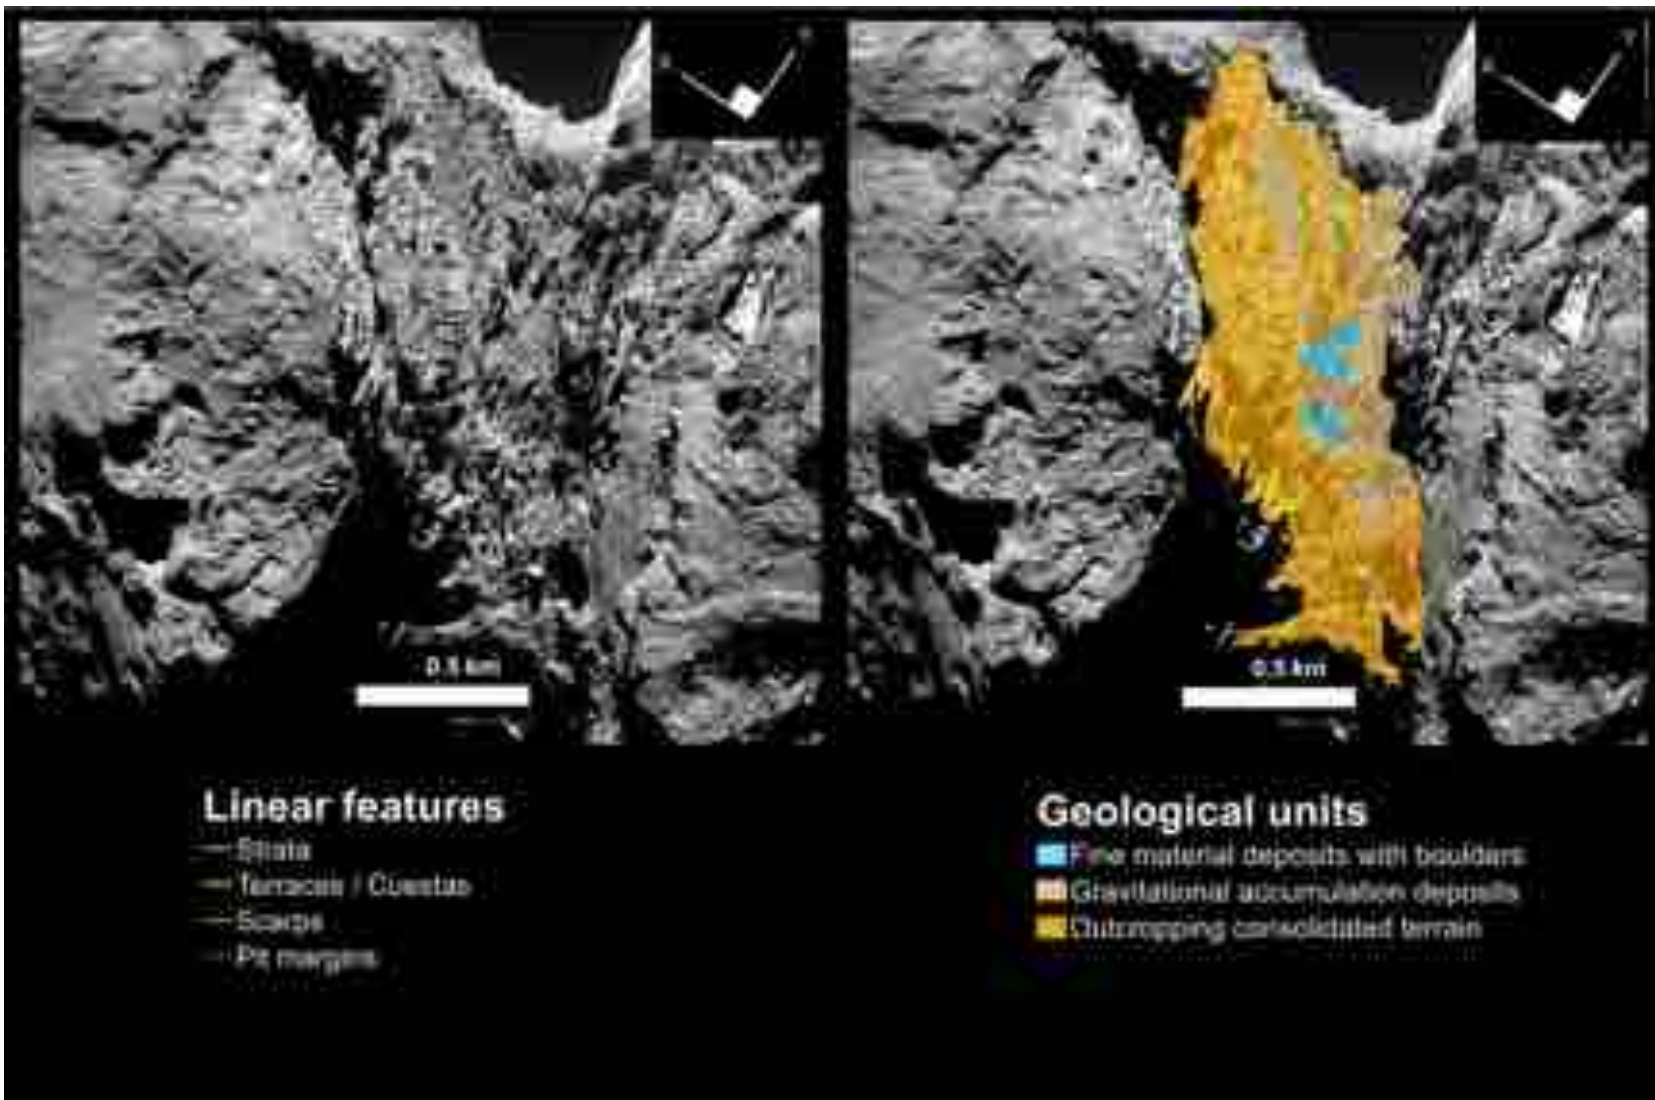 0.5 km
0.5 km
Linear features
Strata
Terraces / Cuestas
Scarps
Pit margins
Geological units
Fine material deposits with boulders
Gravitational accumulation deposits
Outcropping consolidated terrain